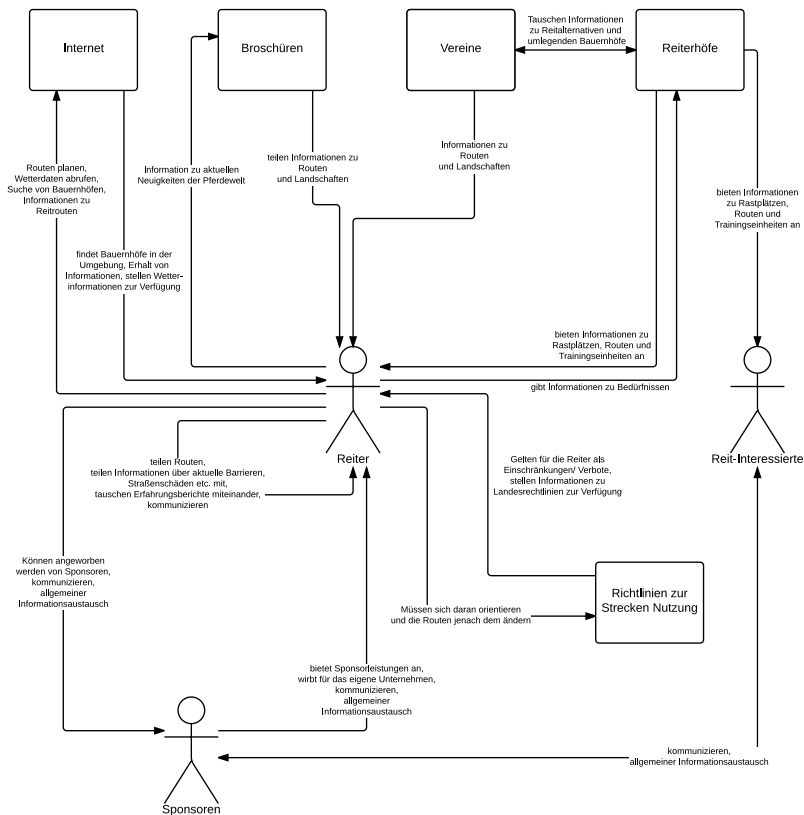 Internet
Broschüren
Vereine
Reiterhöfe
Tauschen Informationen
zu Reitalternativen und
umlegenden Bauernhöfe
Routen planen,
Wetterdaten abrufen,
Suche von Bauernhöfen,
Informationen zu
Reitrouten
Information zu aktuellen
Neuigkeiten der Pferdewelt
teilen Informationen zu
Routen
und Landschaften
Informationen zu
Routen
und Landschaften
bieten Informationen
zu Rastplätzen,
Routen und
Trainingseinheiten an
findet Bauernhöfe in der
Umgebung, Erhalt von
Informationen, stellen Wetter-
informationen zur Verfügung
bieten Informationen zu
Rastplätzen, Routen und
Trainingseinheiten an
gibt Informationen zu Bedürfnissen
Reiter
Reit-Interessierte
teilen Routen,
teilen Informationen über aktuelle Barrieren,
Straßenschäden etc. mit,
tauschen Erfahrungsberichte miteinander,
kommunizieren
Gelten für die Reiter als
Einschränkungen/ Verbote,
stellen Informationen zu
Landesrechtlinien zur Verfügung
Können angeworben
werden von Sponsoren,
kommunizieren,
allgemeiner
Informationsaustausch
Richtlinien zur
Strecken Nutzung
Müssen sich daran orientieren
und die Routen jenach dem ändern
bietet Sponsorleistungen an,
wirbt für das eigene Unternehmen,
kommunizieren,
allgemeiner
Informationsaustausch
kommunizieren,
allgemeiner Informationsaustausch
Sponsoren